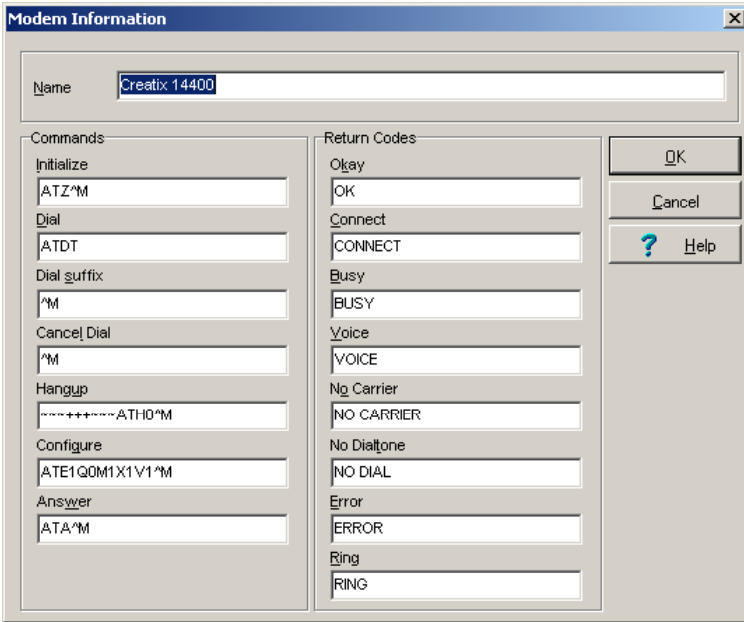 Modem Information
Name
Creatix 14400
Commands
Initialize
ATZ^M
Dial
ATDT
Dial suffix
^M
Cancel Dial
^M
Hangup
~~~+++~~~ATH0^M
Configure
ATE1Q0M1X1V1^M
Answer
ATA^M
Return Codes
Okay
OK
Connect
CONNECT
Busy
BUSY
Voice
VOICE
No Carrier
NO CARRIER
No Dialtone
NO DIAL
Error
ERROR
Ring
RING
OK
Cancel
? Help